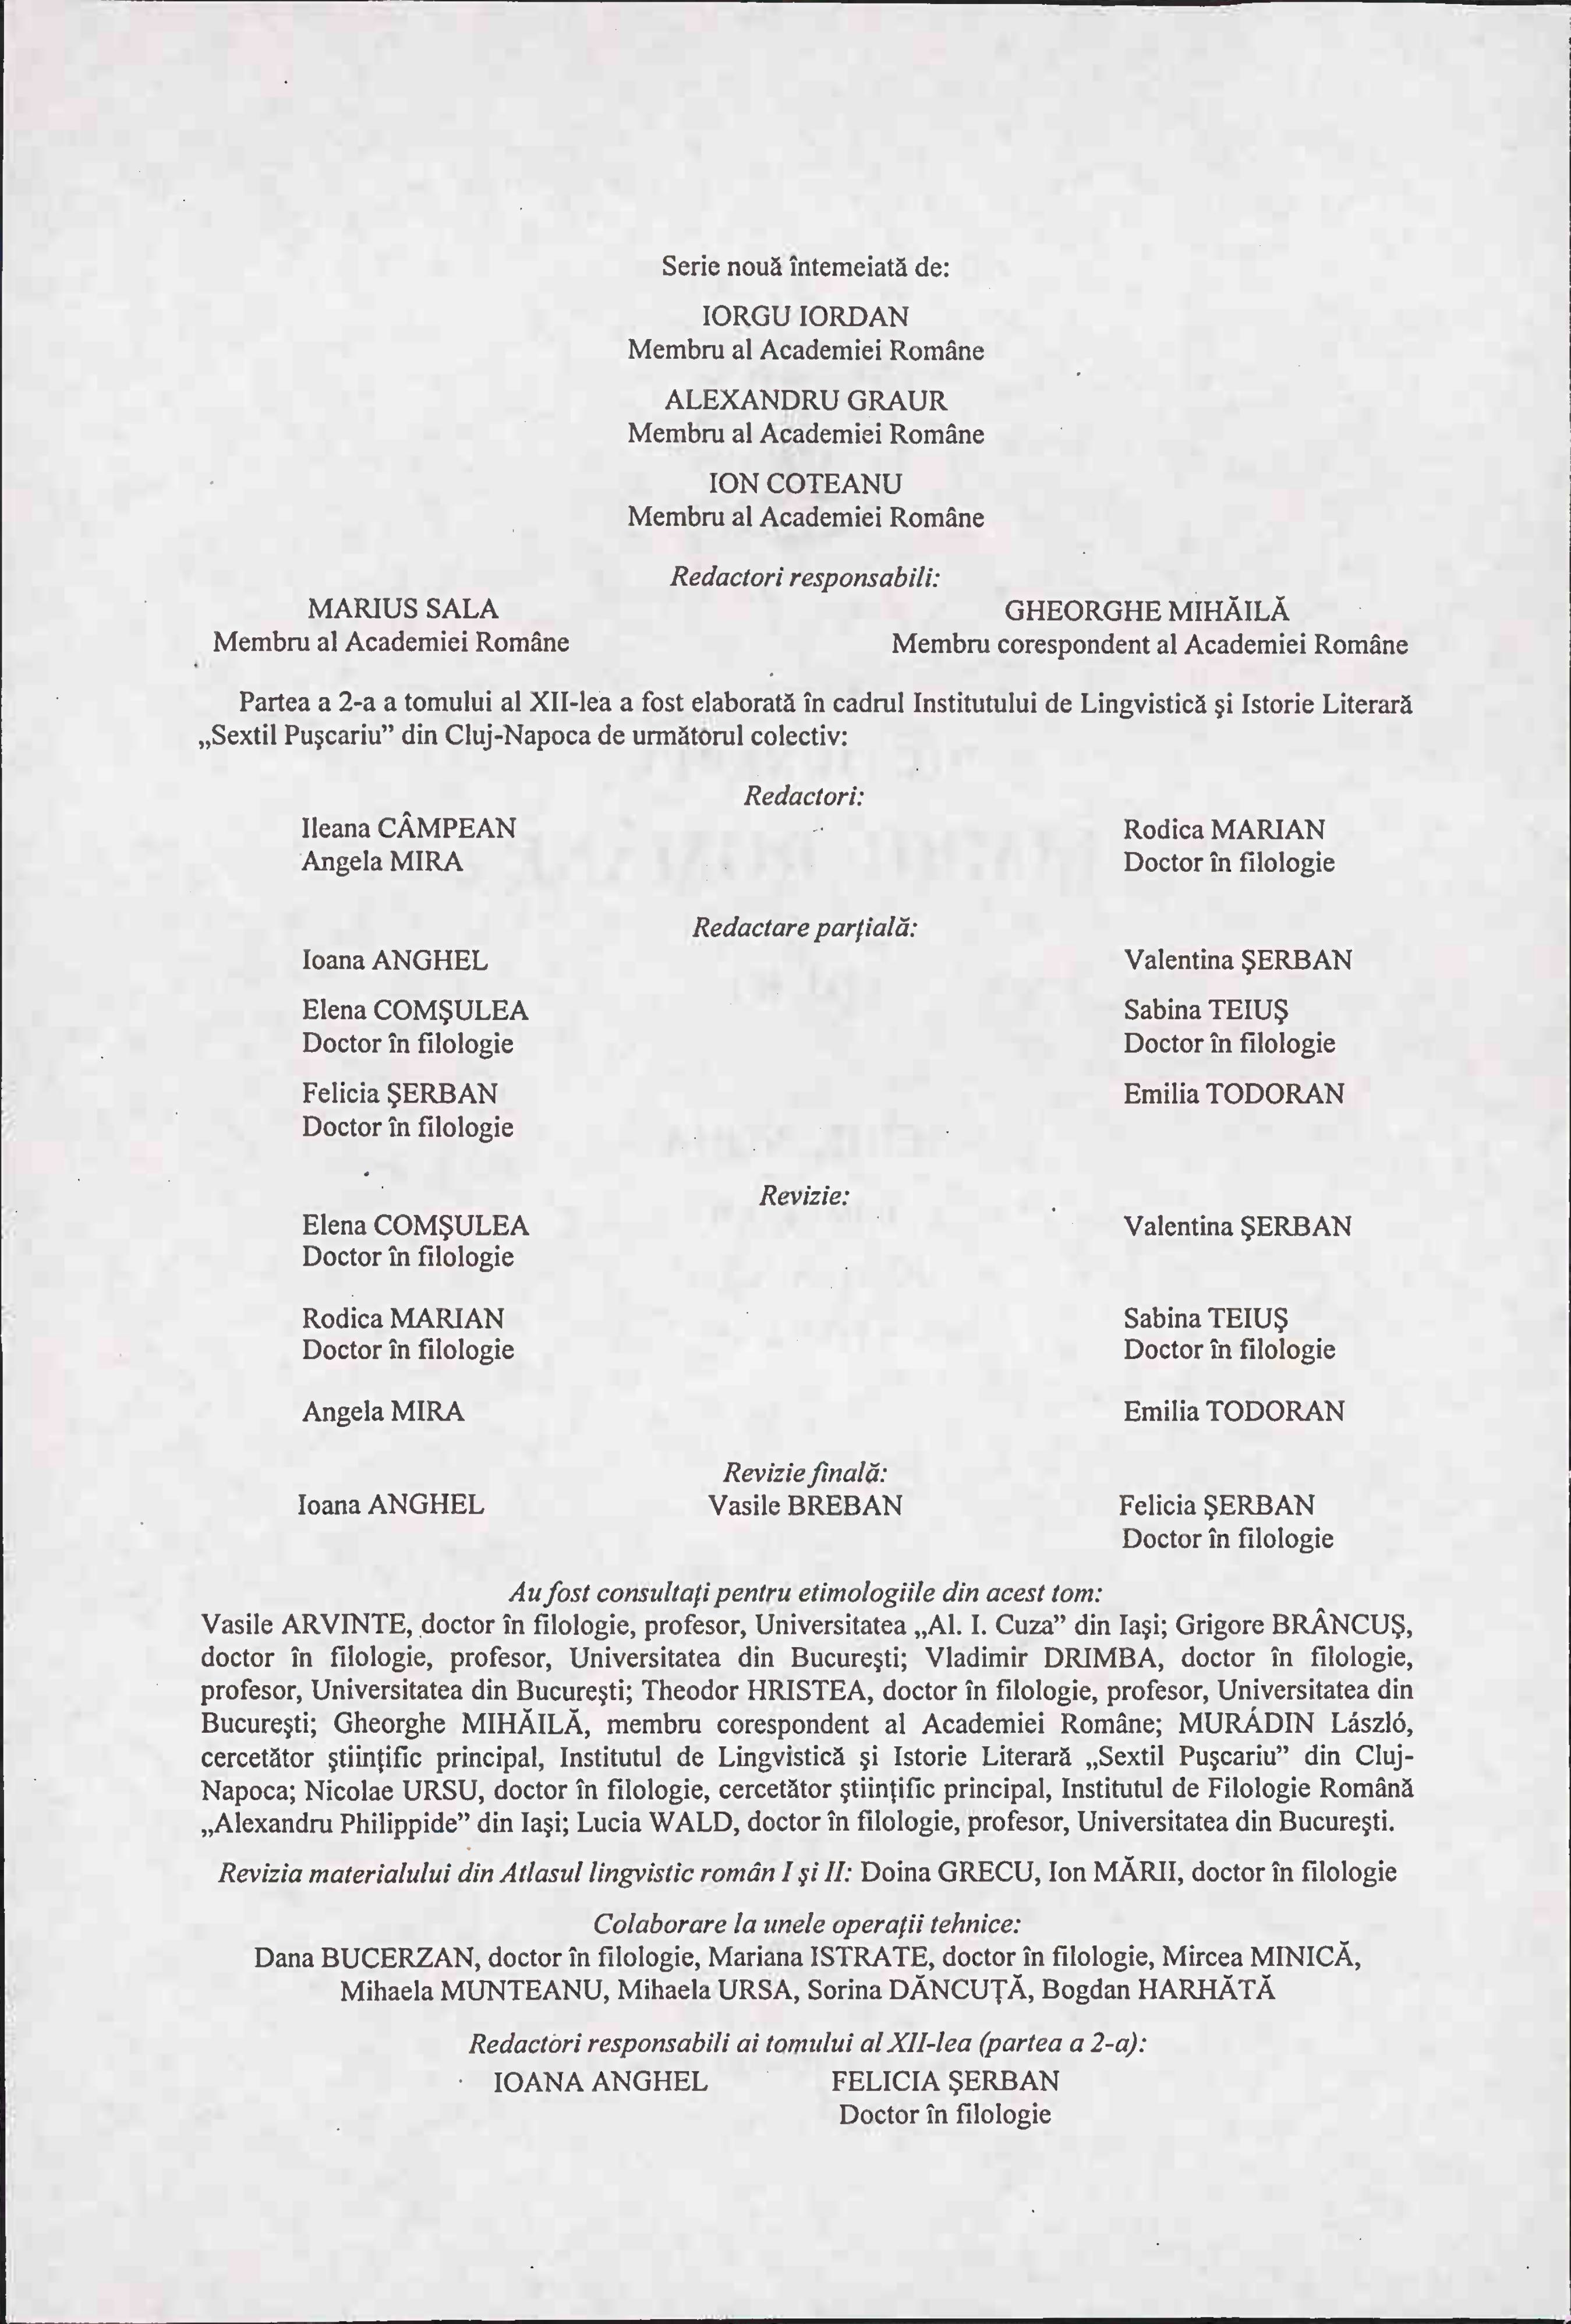 Serie nouă întemeiată de:
IORGU IORDAN
Membru al Academiei Române
ALEXANDRU GRAUR
Membru al Academiei Române
ION COTEANU
Membru al Academiei Române
Redactori responsabili:
MARIUS SALA
Membru al Academiei Române
GHEORGHE MIHĂILĂ
Membru corespondent al Academiei Române
Partea a 2-a a tomului al XII-lea a fost elaborată în cadrul Institutului de Lingvistică şi Istorie Literară
„Sextil Puşcariu” din Cluj-Napoca de următorul colectiv:
Redactori:
Ileana CÂMPEAN
Angela MIRA
Rodica MARIAN
Doctor în filologie
Redactare parţială:
Ioana ANGHEL
Valentina ŞERBAN
Elena COMŞULEA
Doctor în filologie
Sabina TEIUŞ
Doctor în filologie
Felicia ŞERBAN
Doctor în filologie
Emilia TODORAN
Revizie:
Elena COMŞULEA
Doctor în filologie
Valentina ŞERBAN
Rodica MARIAN
Doctor în filologie
Sabina TEIUŞ
Doctor în filologie
Angela MIRA
Emilia TODORAN
Revizie finală:
Ioana ANGHEL
Vasile BREBAN
Felicia ŞERBAN
Doctor în filologie
Au fost consultaţi pentru etimologiile din acest tom:
Vasile ARVINTE, doctor în filologie, profesor, Universitatea „Al. I. Cuza” din Iaşi; Grigore BRÂNCUŞ,
doctor în filologie, profesor, Universitatea din Bucureşti; Vladimir DRIMBA, doctor în filologie,
profesor, Universitatea din Bucureşti; Theodor HRISTEA, doctor în filologie, profesor, Universitatea din
Bucureşti; Gheorghe MIHĂILĂ, membru corespondent al Academiei Române; MURÁDIN László,
cercetător ştiinţific principal, Institutul de Lingvistică şi Istorie Literară „Sextil Puşcariu” din Cluj-
Napoca; Nicolae URSU, doctor în filologie, cercetător ştiinţific principal, Institutul de Filologie Română
„Alexandru Philippide” din Iaşi; Lucia WALD, doctor în filologie, profesor, Universitatea din Bucureşti.
Revizia materialului din Atlasul lingvistic român I şi II: Doina GRECU, Ion MĂRII, doctor în filologie
Colaborare la unele operaţii tehnice:
Dana BUCERZAN, doctor în filologie, Mariana ISTRATE, doctor în filologie, Mircea MINICĂ,
Mihaela MUNTEANU, Mihaela URSA, Sorina DĂNCUŢĂ, Bogdan HARHĂTĂ
Redactori responsabili ai tomului al XII-lea (partea a 2-a):
IOANA ANGHEL
FELICIA ŞERBAN
Doctor în filologie